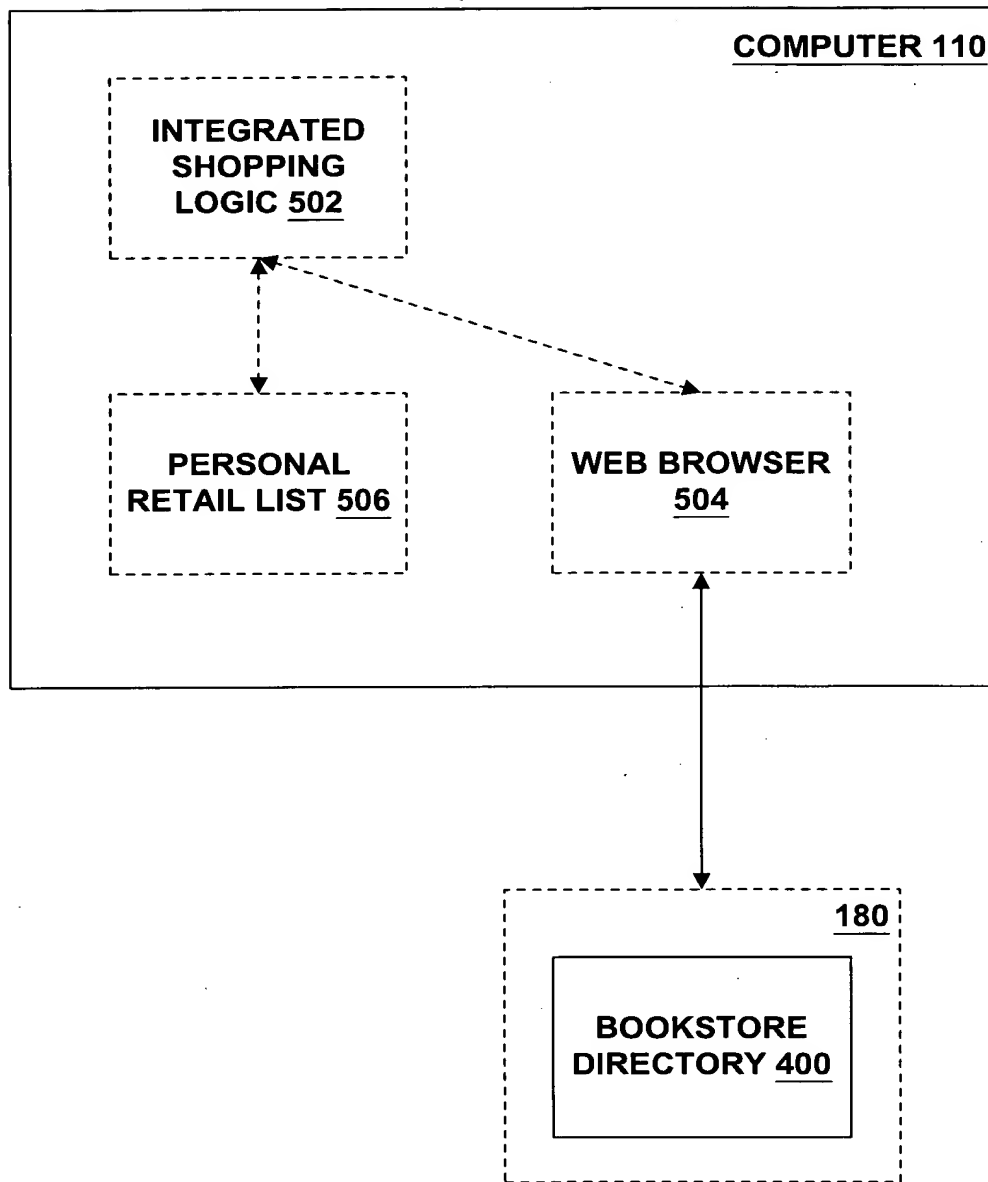 COMPUTER 110
INTEGRATED
SHOPPING
LOGIC 502
PERSONAL
RETAIL LIST 506
WEB BROWSER
504
180
BOOKSTORE
DIRECTORY 400